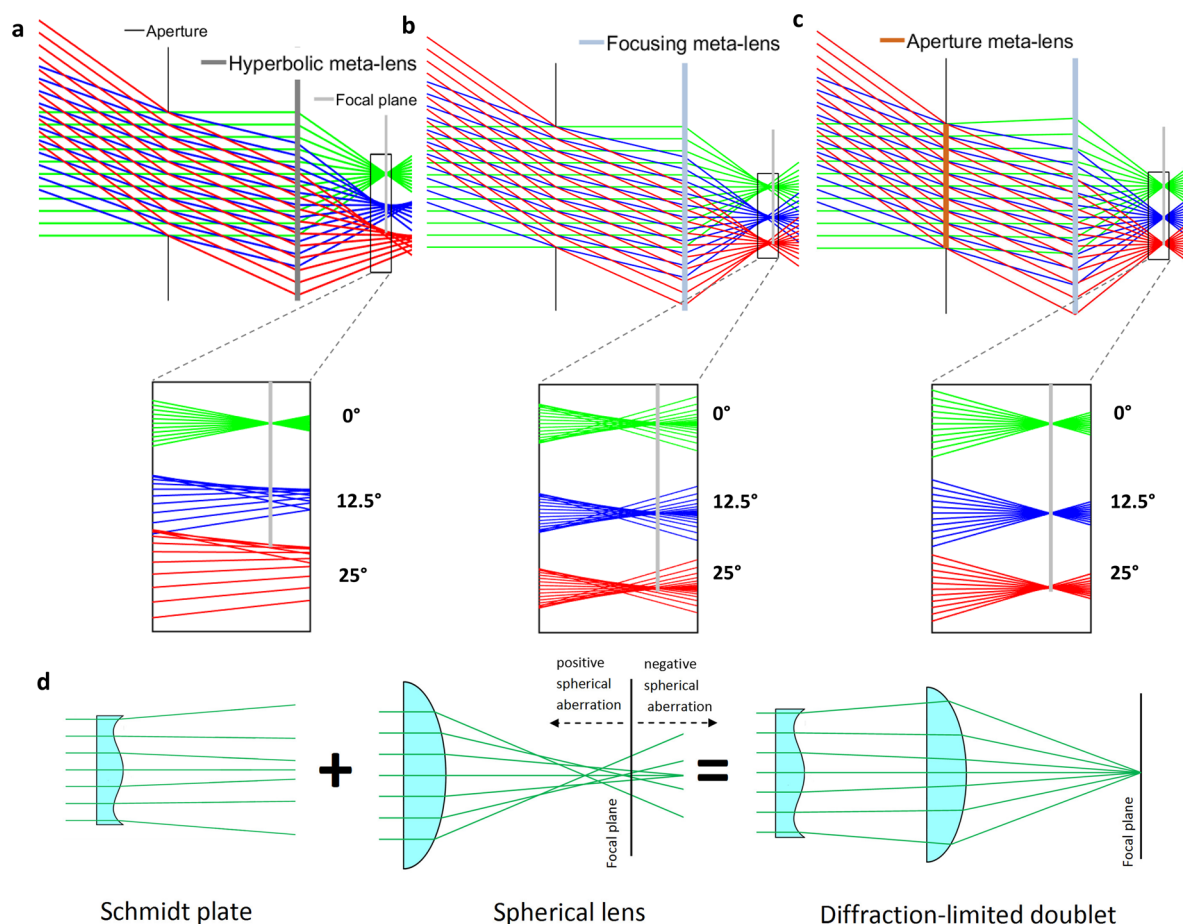 a
Aperture
Hyperbolic meta-lens
Focal plane
b
Focusing meta-lens
c
Aperture meta-lens
0°
12.5°
25°
0°
12.5°
25°
0°
12.5°
25°
d
positive
spherical
aberration
negative
spherical
aberration
+
=
Focal plane
Focal plane
Schmidt plate
Spherical lens
Diffraction-limited doublet